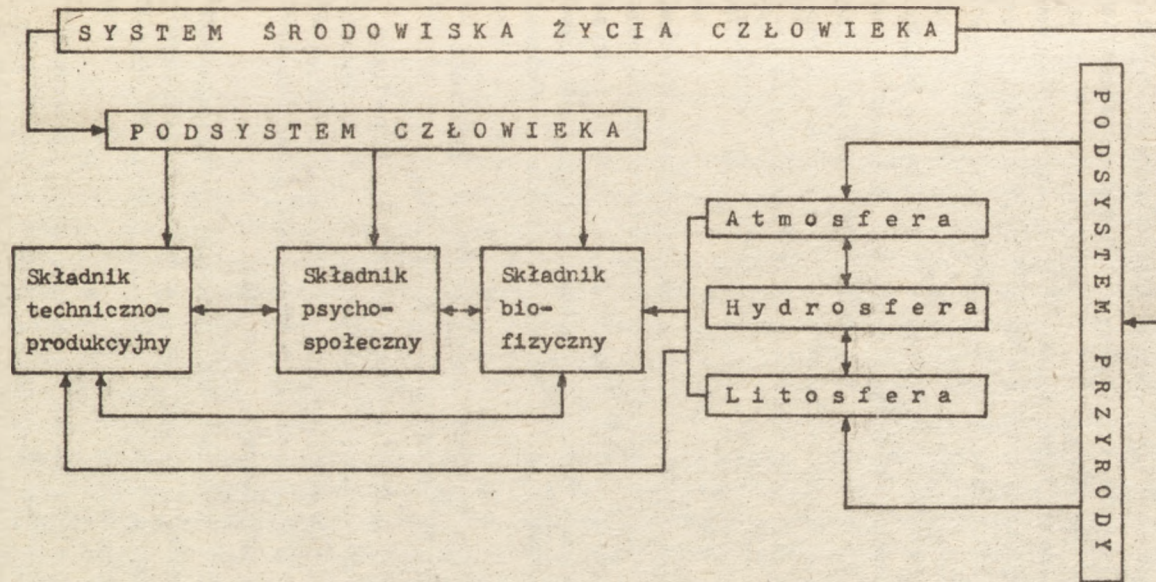 SYSTEM ŚRODOWISKA ŻYCIA CZŁOWIEKA
PODSYSTEM CZŁOWIEKA
Składnik
techniczno-
produkcyjny
Składnik
psycho-
społeczny
Składnik
bio-
fizyczny
Atmosfera
Hydrosfera
Litosfera
PODSYSTEM PRZYRODY